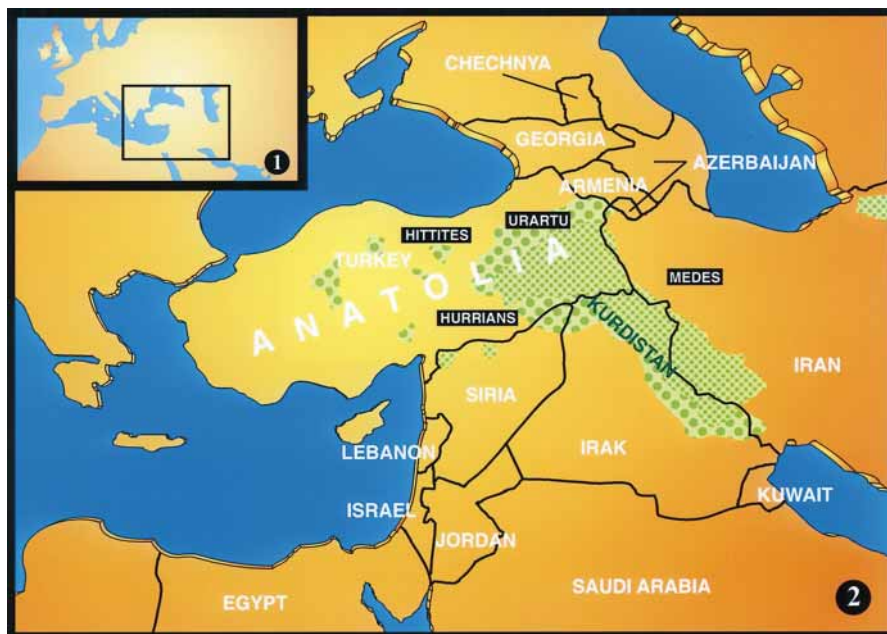 1
CHECHNYA
GEORGIA
AZERBAIJAN
ARMENIA
URARTU
HITTITES
TURKEY
ANATOLIA
MEDES
HURRIANS
KURDISTAN
IRAN
SIRIA
LEBANON
IRAK
KUWAIT
ISRAEL
JORDAN
SAUDI ARABIA
EGYPT
2